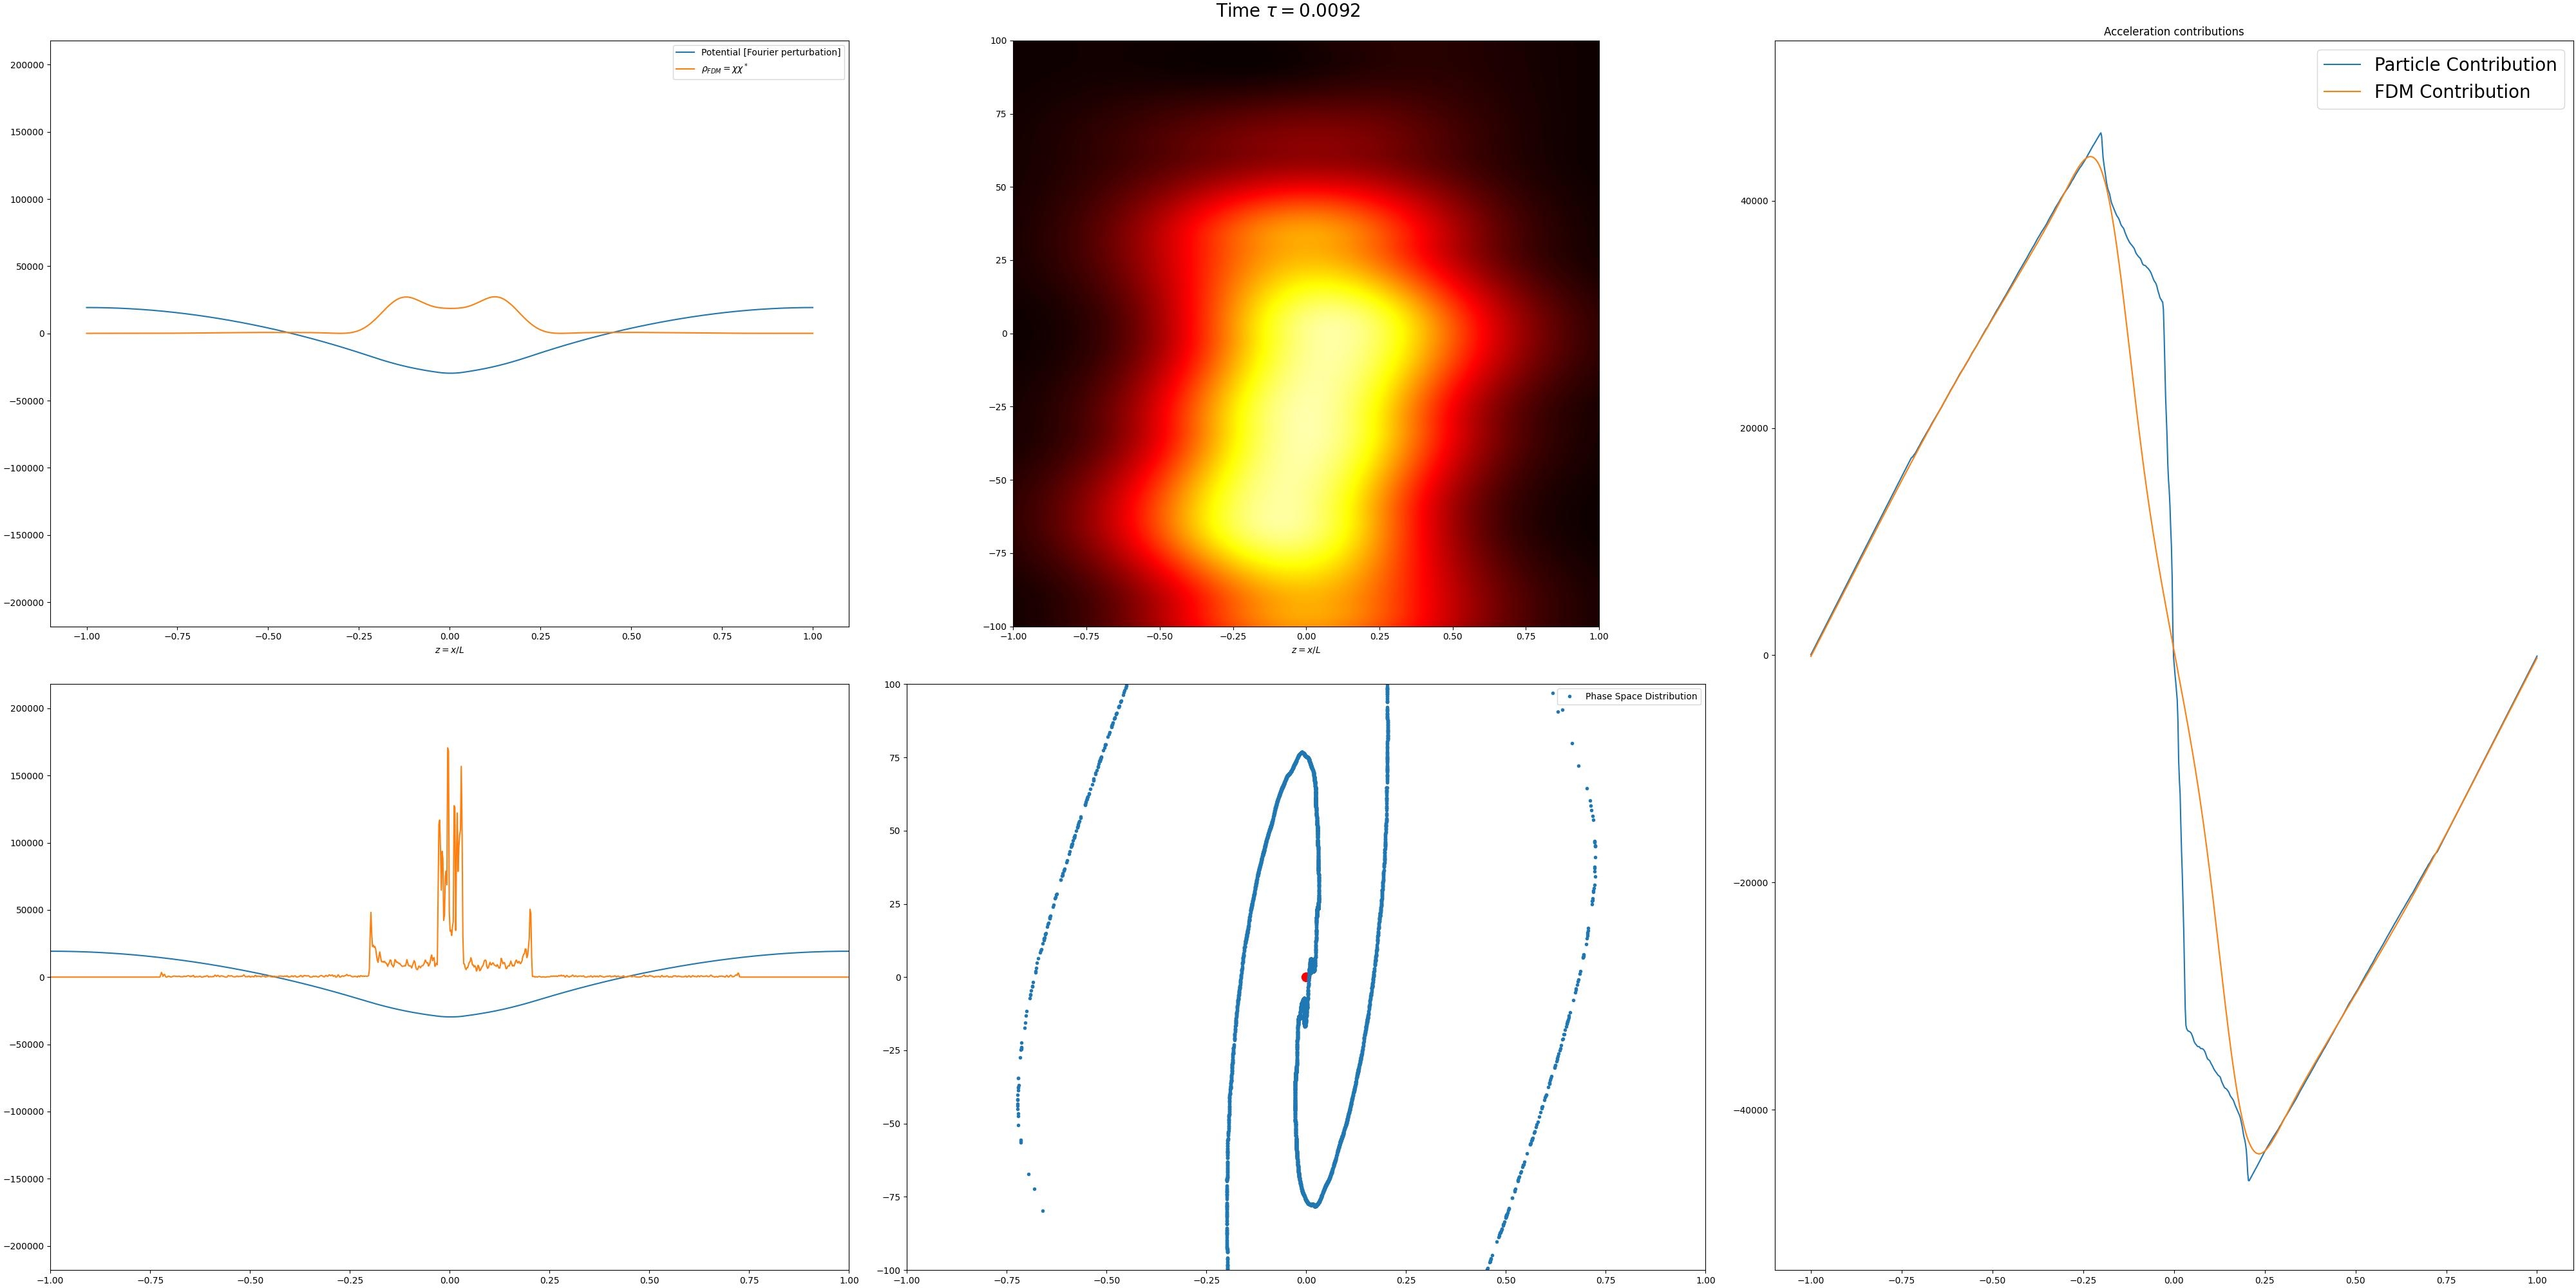 Time τ = 0.0092
200000
150000
100000
50000
0
−50000
−100000
−150000
−200000
Potential [Fourier perturbation]
ρFDM = χχ*
−1.00 −0.75 −0.50 −0.25 0.00 0.25 0.50 0.75 1.00
z = x/L
100
75
50
25
0
−25
−50
−75
−100
−1.00 −0.75 −0.50 −0.25 0.00 0.25 0.50 0.75 1.00
z = x/L
200000
150000
100000
50000
0
−50000
−100000
−150000
−200000
−1.00 −0.75 −0.50 −0.25 0.00 0.25 0.50 0.75 1.00
100
75
50
25
0
−25
−50
−75
−100
Phase Space Distribution
−1.00 −0.75 −0.50 −0.25 0.00 0.25 0.50 0.75 1.00
Acceleration contributions
Particle Contribution
FDM Contribution
40000
20000
0
−20000
−40000
−1.00 −0.75 −0.50 −0.25 0.00 0.25 0.50 0.75 1.00